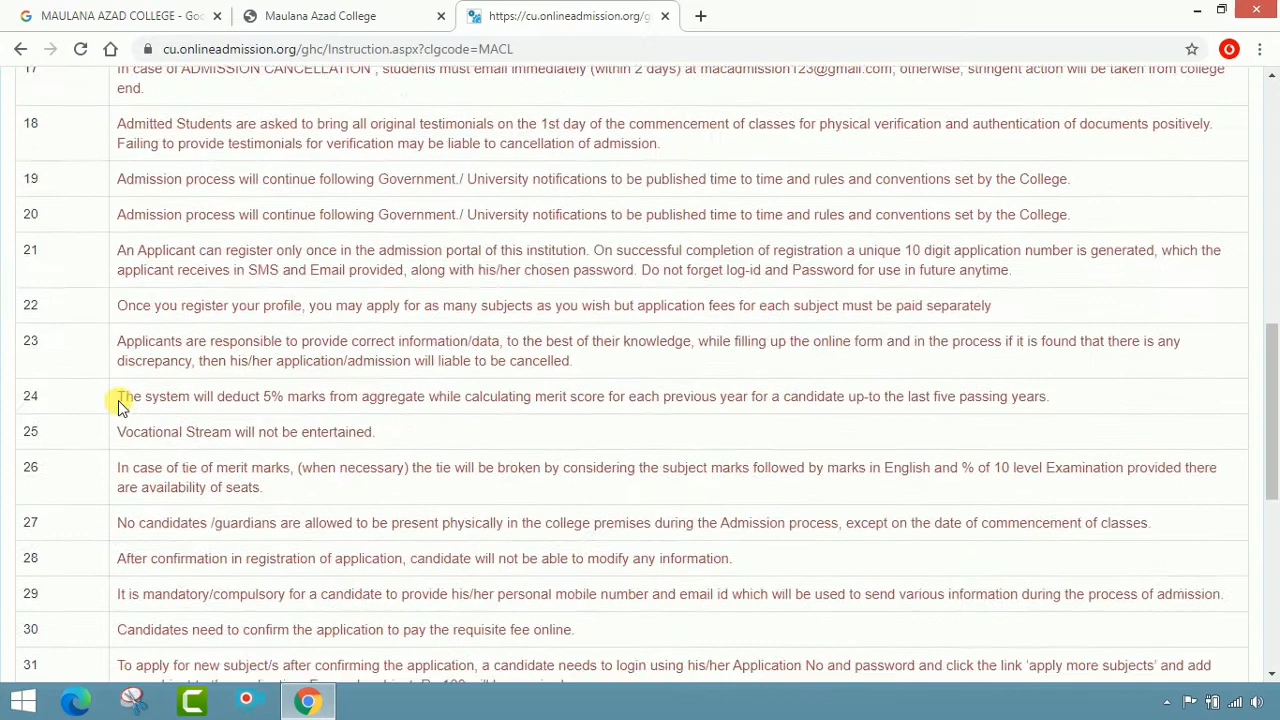 MAULANA AZAD COLLEGE - Goo
Maulana Azad College
https://cu.onlineadmission.org/g
cu.onlineadmission.org/ghc/Instruction.aspx?clgcode=MACL
17 In case of ADMISSION CANCELLATION , students must email immediately (within 2 days) at macadmission123@gmail.com, otherwise, stringent action will be taken from college
end.
18 Admitted Students are asked to bring all original testimonials on the 1st day of the commencement of classes for physical verification and authentication of documents positively.
Failing to provide testimonials for verification may be liable to cancellation of admission.
19 Admission process will continue following Government./ University notifications to be published time to time and rules and conventions set by the College.
20 Admission process will continue following Government./ University notifications to be published time to time and rules and conventions set by the College.
21 An Applicant can register only once in the admission portal of this institution. On successful completion of registration a unique 10 digit application number is generated, which the
applicant receives in SMS and Email provided, along with his/her chosen password. Do not forget log-id and Password for use in future anytime.
22 Once you register your profile, you may apply for as many subjects as you wish but application fees for each subject must be paid separately
23 Applicants are responsible to provide correct information/data, to the best of their knowledge, while filling up the online form and in the process if it is found that there is any
discrepancy, then his/her application/admission will liable to be cancelled.
24 The system will deduct 5% marks from aggregate while calculating merit score for each previous year for a candidate up-to the last five passing years.
25 Vocational Stream will not be entertained.
26 In case of tie of merit marks, (when necessary) the tie will be broken by considering the subject marks followed by marks in English and % of 10 level Examination provided there
are availability of seats.
27 No candidates /guardians are allowed to be present physically in the college premises during the Admission process, except on the date of commencement of classes.
28 After confirmation in registration of application, candidate will not be able to modify any information.
29 It is mandatory/compulsory for a candidate to provide his/her personal mobile number and email id which will be used to send various information during the process of admission.
30 Candidates need to confirm the application to pay the requisite fee online.
31 To apply for new subject/s after confirming the application, a candidate needs to login using his/her Application No and password and click the link 'apply more subjects' and add